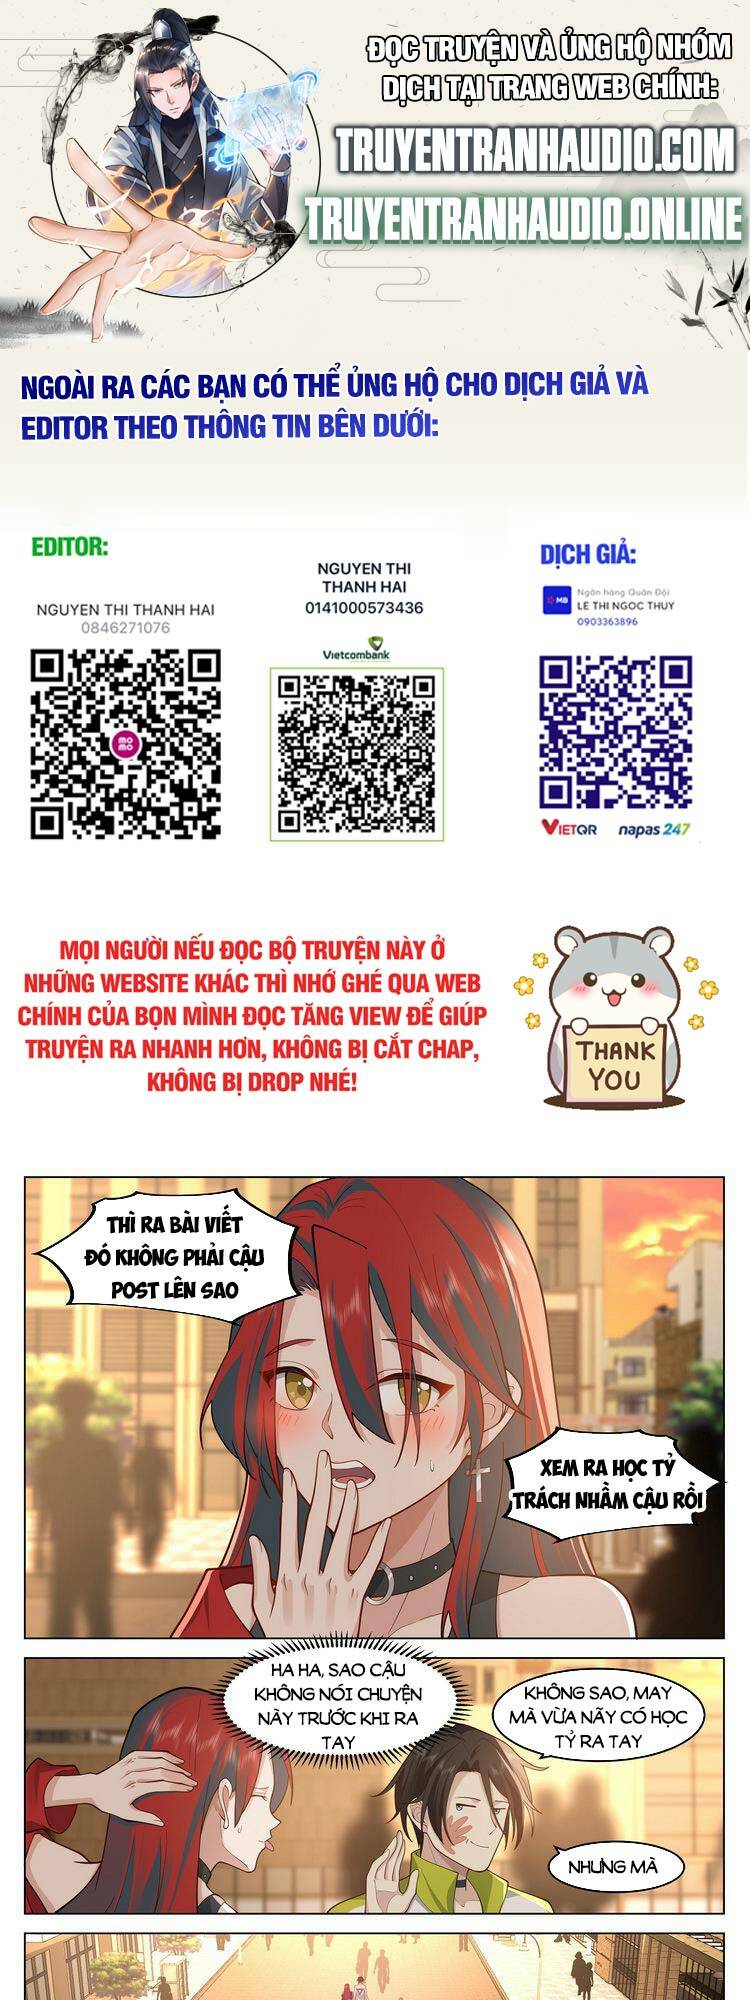 ĐỌC TRUYỆN VÀ ỦNG HỘ NHÓM
DỊCH TẠI TRANG WEB CHÍNH:
TRUYENTRANHAUDIO.COM
TRUYENTRANHAUDIO.ONLINE
NGOÀI RA CÁC BẠN CÓ THỂ ỦNG HỘ CHO DỊCH GIẢ VÀ
EDITOR THEO THÔNG TIN BÊN DƯỚI:
EDITOR:
NGUYEN THI THANH HAI
0846271076
mo
mo
NGUYEN THI
THANH HAI
0141000573436
Vietcombank
DỊCH GIẢ:
MB
Ngân hàng Quân Đội
LE THI NGOC THUY
0903363896
VIETQR
napas 247
MỌI NGƯỜI NẾU ĐỌC BỘ TRUYỆN NÀY Ở
NHỮNG WEBSITE KHÁC THÌ NHỚ GHÉ QUA WEB
CHÍNH CỦA BỌN MÌNH ĐỌC TĂNG VIEW ĐỂ GIÚP
TRUYỆN RA NHANH HƠN, KHÔNG BỊ CẮT CHAP,
KHÔNG BỊ DROP NHÉ!
THANK
YOU
THÌ RA BÀI VIẾT
ĐÓ KHÔNG PHẢI CẬU
POST LÊN SAO
XEM RA HỌC TỶ
TRÁCH NHẦM CẬU RỒI
HA HA, SAO CẬU
KHÔNG NÓI CHUYỆN
NÀY TRƯỚC KHI RA
TAY
KHÔNG SAO, MAY
MÀ VỪA NÃY CÓ HỌC
TỶ RA TAY
NHƯNG MÀ